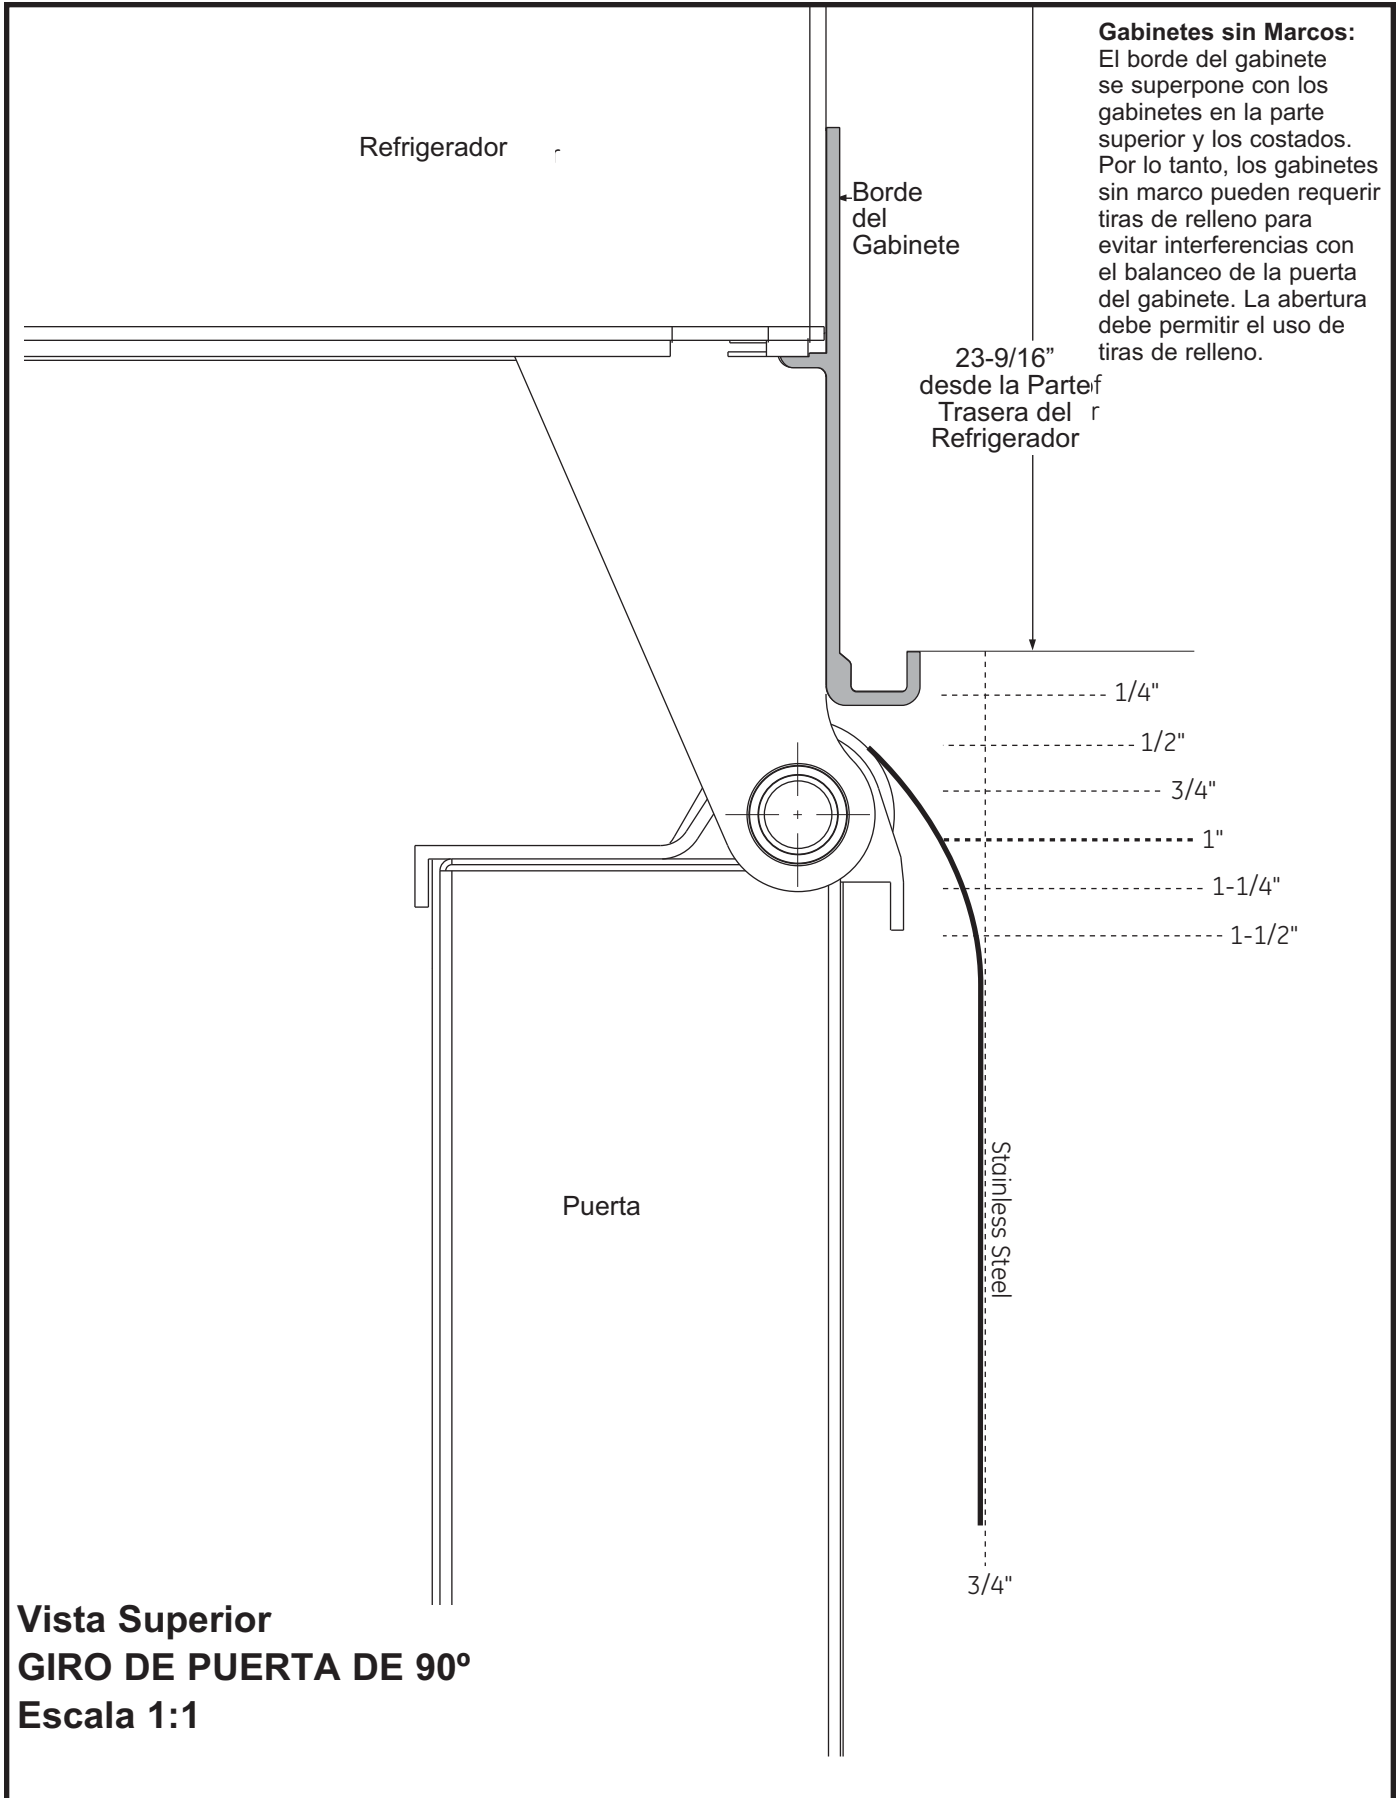 Gabinetes sin Marcos:
El borde del gabinete
se superpone con los
gabinetes en la parte
superior y los costados.
Por lo tanto, los gabinetes
sin marco pueden requerir
tiras de relleno para
evitar interferencias con
el balanceo de la puerta
del gabinete. La abertura
debe permitir el uso de
tiras de relleno.
Refrigerador
Borde
del
Gabinete
23-9/16”
desde la Parte
Trasera del
Refrigerador
1/4"
1/2"
3/4"
1"
1-1/4"
1-1/2"
Stainless Steel
Puerta
3/4"
Vista Superior
GIRO DE PUERTA DE 90º
Escala 1:1